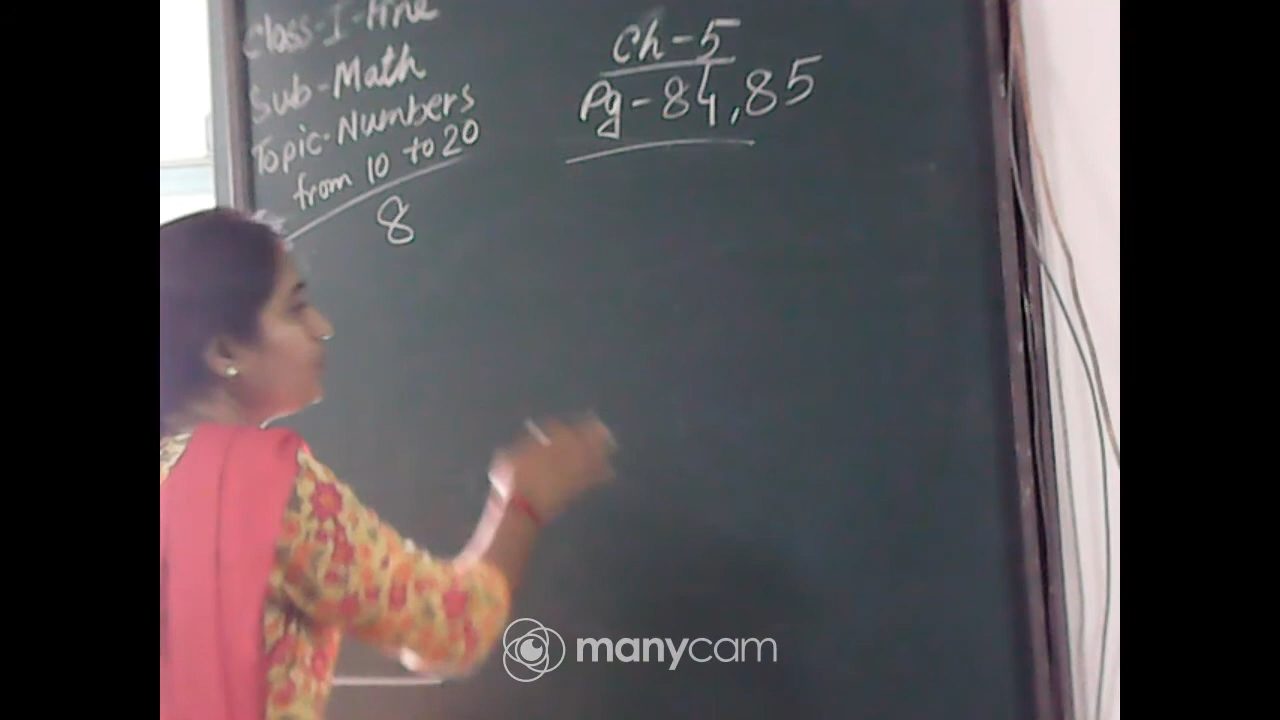 Class-I-Fine
Sub-Math
Topic-Numbers
from 10 to 20
8
Ch-5
Pg-84,85
manycam